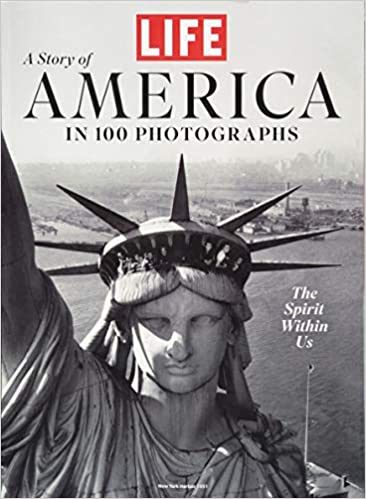 LIFE
A Story of
AMERICA
IN 100 PHOTOGRAPHS
The
Spirit
Within
Us